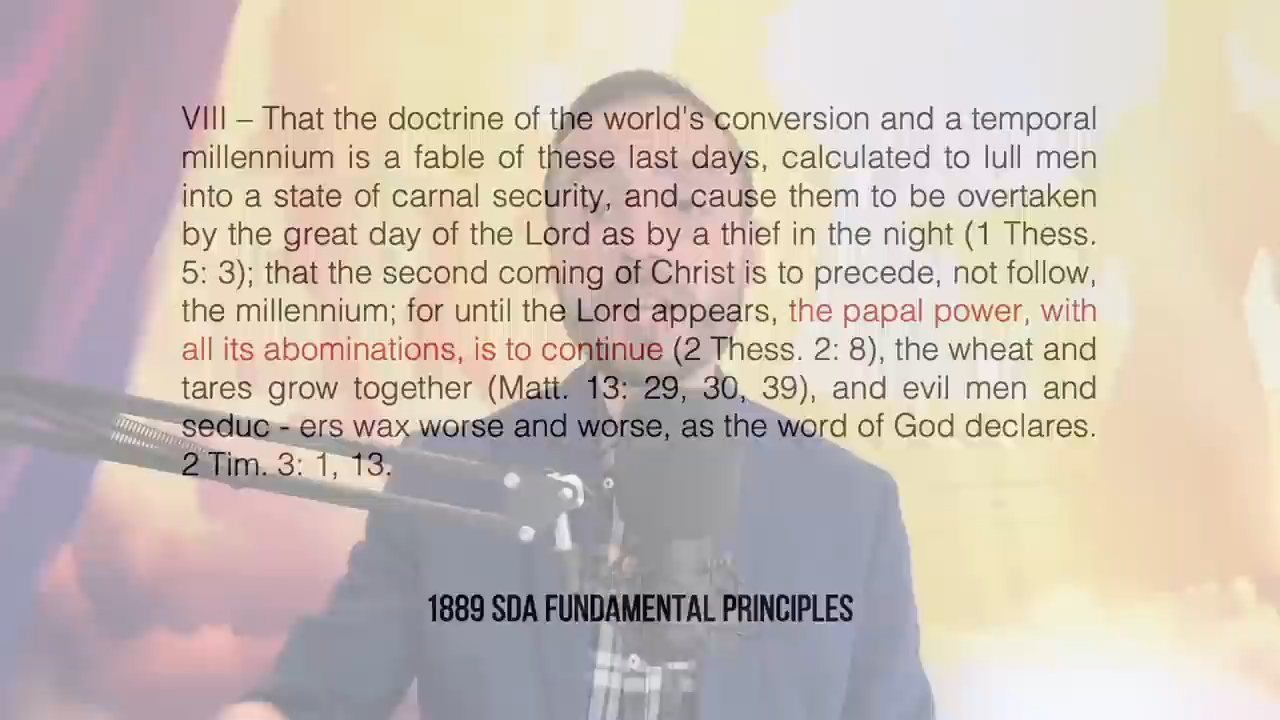 VIII – That the doctrine of the world's conversion and a temporal
millennium is a fable of these last days, calculated to lull men
into a state of carnal security, and cause them to be overtaken
by the great day of the Lord as by a thief in the night (1 Thess.
5: 3); that the second coming of Christ is to precede, not follow,
the millennium; for until the Lord appears, the papal power, with
all its abominations, is to continue (2 Thess. 2: 8), the wheat and
tares grow together (Matt. 13: 29, 30, 39), and evil men and
seduc - ers wax worse and worse, as the word of God declares.
2 Tim. 3: 1, 13.
1889 SDA FUNDAMENTAL PRINCIPLES